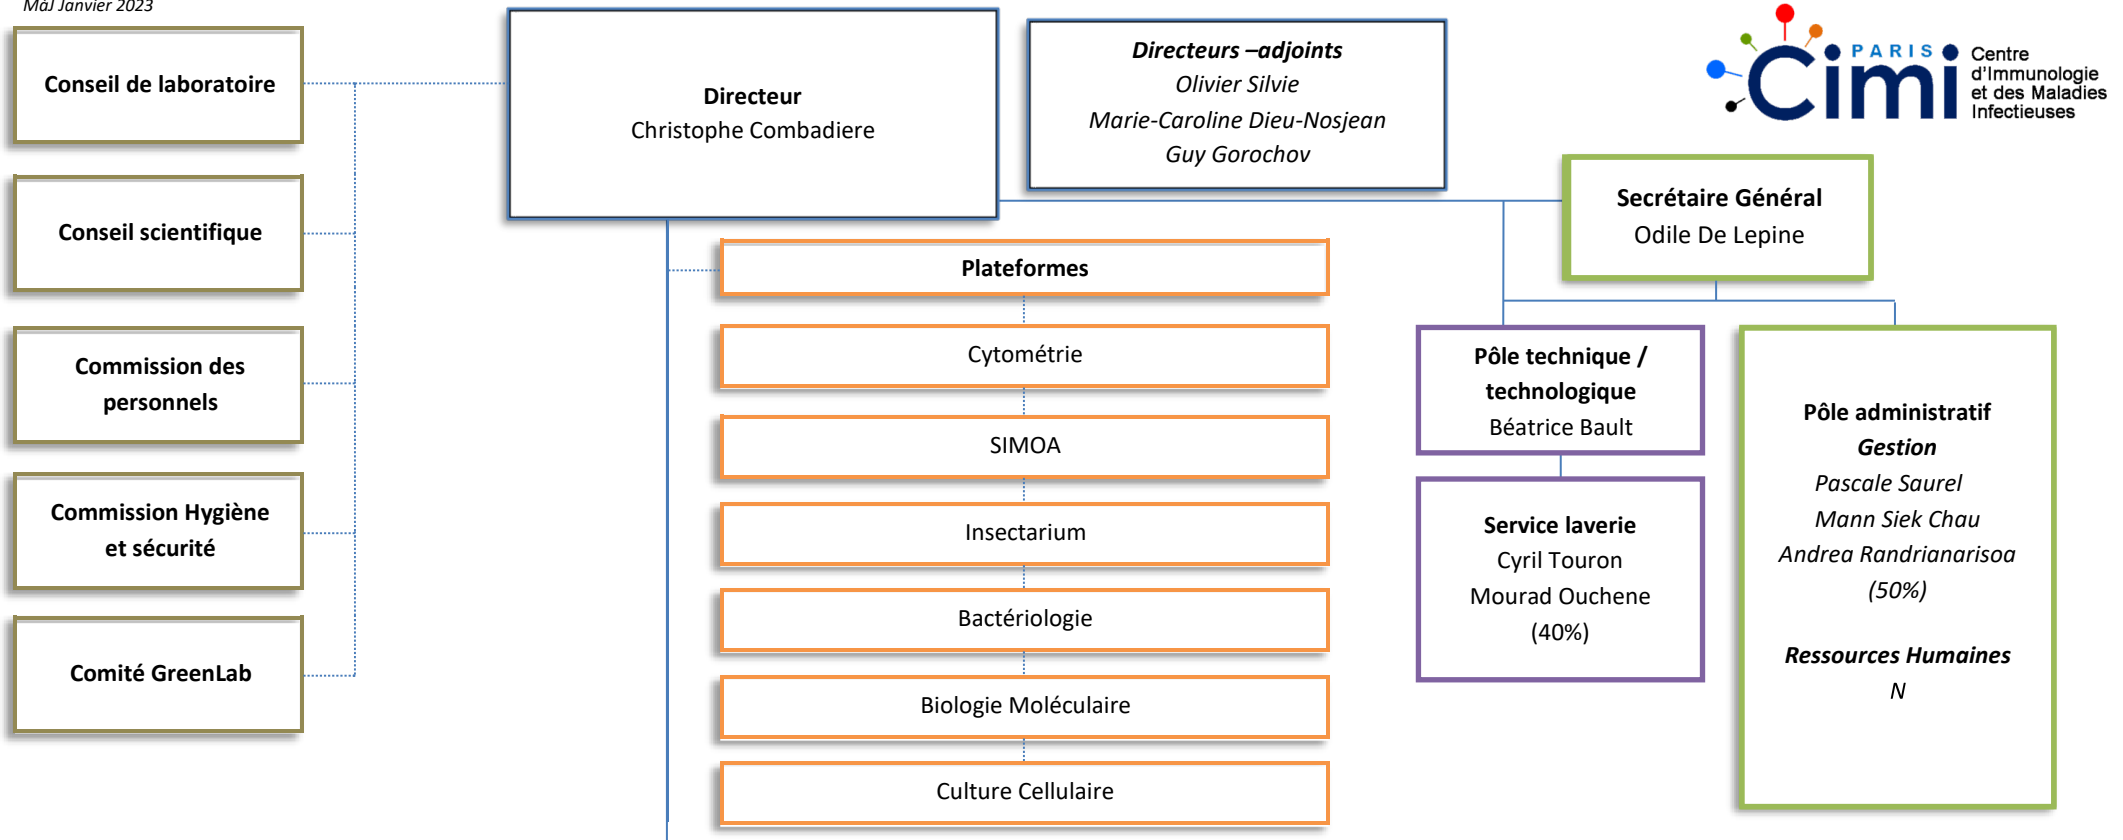 MàJ Janvier 2023
Conseil de laboratoire
Conseil scientifique
Commission des
personnels
Commission Hygiène
et sécurité
Comité GreenLab
Directeur
Christophe Combadiere
Directeurs –adjoints
Olivier Silvie
Marie-Caroline Dieu-Nosjean
Guy Gorochov
PARIS
Cimi
Centre
d'Immunologie
et des Maladies
Infectieuses
Secrétaire Général
Odile De Lepine
Plateformes
Cytométrie
SIMOA
Insectarium
Bactériologie
Biologie Moléculaire
Culture Cellulaire
Pôle technique /
technologique
Béatrice Bault
Service laverie
Cyril Touron
Mourad Ouchene
(40%)
Pôle administratif
Gestion
Pascale Saurel
Mann Siek Chau
Andrea Randrianarisoa
(50%)
Ressources Humaines
N